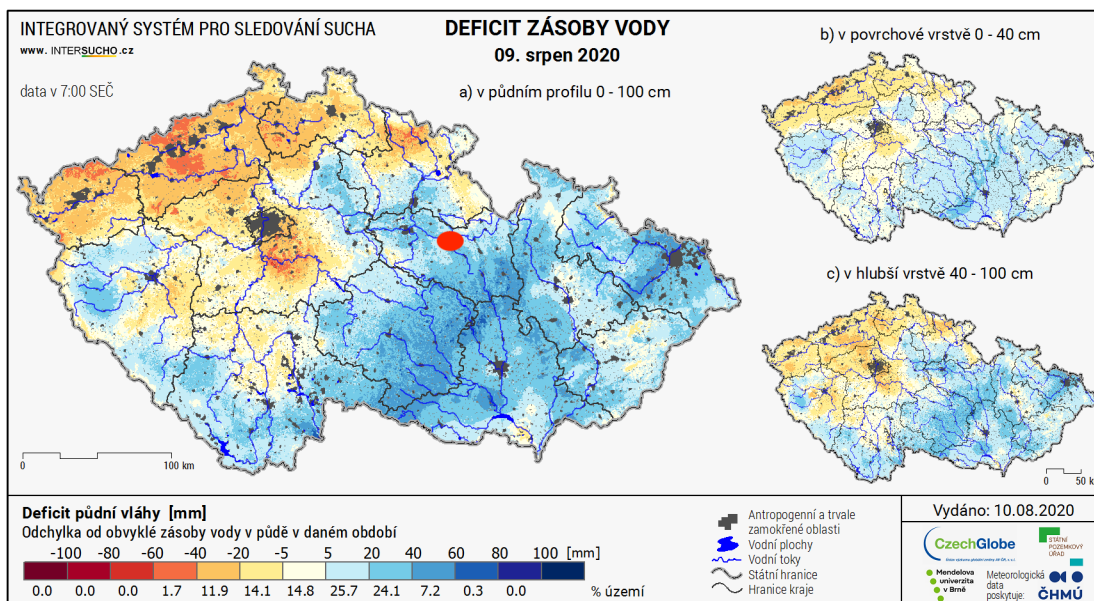 INTEGROVANÝ SYSTÉM PRO SLEDOVÁNÍ SUCHA
www. INTERSUCHO.cz
data v 7:00 SEČ
DEFICIT ZÁSOBY VODY
09. srpen 2020
a) v půdním profilu 0 - 100 cm
b) v povrchové vrstvě 0 - 40 cm
c) v hlubší vrstvě 40 - 100 cm
0 100 km
0 50 k
Deficit půdní vláhy [mm]
Odchylka od obvyklé zásoby vody v půdě v daném období
-100 -80 -60 -40 -20 -5 5 20 40 60 80 100 [mm]
0.0 0.0 0.0 1.7 11.9 14.1 14.8 25.7 24.1 7.2 0.3 0.0 % území
Antropogenní a trvale
zamokřené oblasti
Vodní plochy
Vodní toky
Státní hranice
Hranice kraje
Vydáno: 10.08.2020
CzechGlobe
STÁTNÍ
POZEMKOVÝ
ÚŘAD
Mendelova
univerzita
v Brně
Meteorologická
data
poskytuje:
ČHMÚ